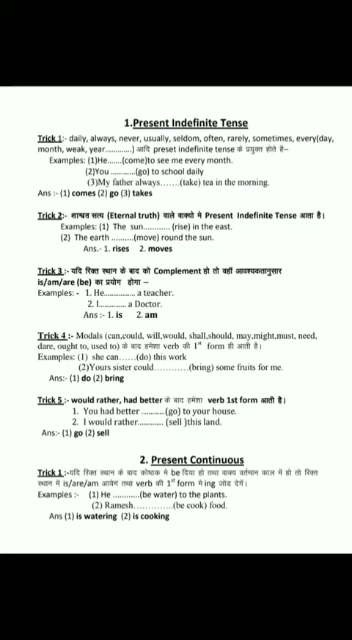 1.Present Indefinite Tense
Trick 1:- daily, always, never, usually, seldom, often, rarely, sometimes, every(day,
month, weak, year.............) आदि preset indefinite tense के प्रयुक्त होते है–
Examples: (1)He.......(come)to see me every month.
(2)You ...........(go) to school daily
(3)My father always.......(take) tea in the morning.
Ans :- (1) comes (2) go (3) takes
Trick 2:- शाश्वत सत्य (Eternal truth) वाले वाक्यो मे Present Indefinite Tense आता है।
Examples: (1) The sun............ (rise) in the east.
(2) The earth ..........(move) round the sun.
Ans.- 1. rises 2. moves
Trick 3 :- यदि रिक्त स्थान के बाद को Complement हो तो वहॉं आवश्यकतानुसार
is/am/are (be) का प्रयोग होगा –
Examples: - 1. He.............. a teacher.
2. I............. a Doctor.
Ans :- 1. is 2. am
Trick 4 :- Modals (can,could, will,would, shall,should, may,might,must, need,
dare, ought to, used to) के बाद हमेशा verb की 1st form ही आती है।
Examples: (1) she can......(do) this work
(2)Yours sister could............(bring) some fruits for me.
Ans:- (1) do (2) bring
Trick 5 :- would rather, had better के बाद हमेशा verb 1st form आती है।
1. You had better ..........(go) to your house.
2. I would rather............ (sell )this land.
Ans:- (1) go (2) sell
2. Present Continuous
Trick 1 :-यदि रिक्त स्थान के बाद कोष्ठक मे be दिया हो तथा वाक्य वर्तमान काल में हो तो रिक्त
स्थान में is/are/am आयेगं तथा verb की 1st form मे ing जोड देगें।
Examples :- (1) He ............(be water) to the plants.
(2) Ramesh..............(be cook) food.
Ans (1) is watering (2) is cooking